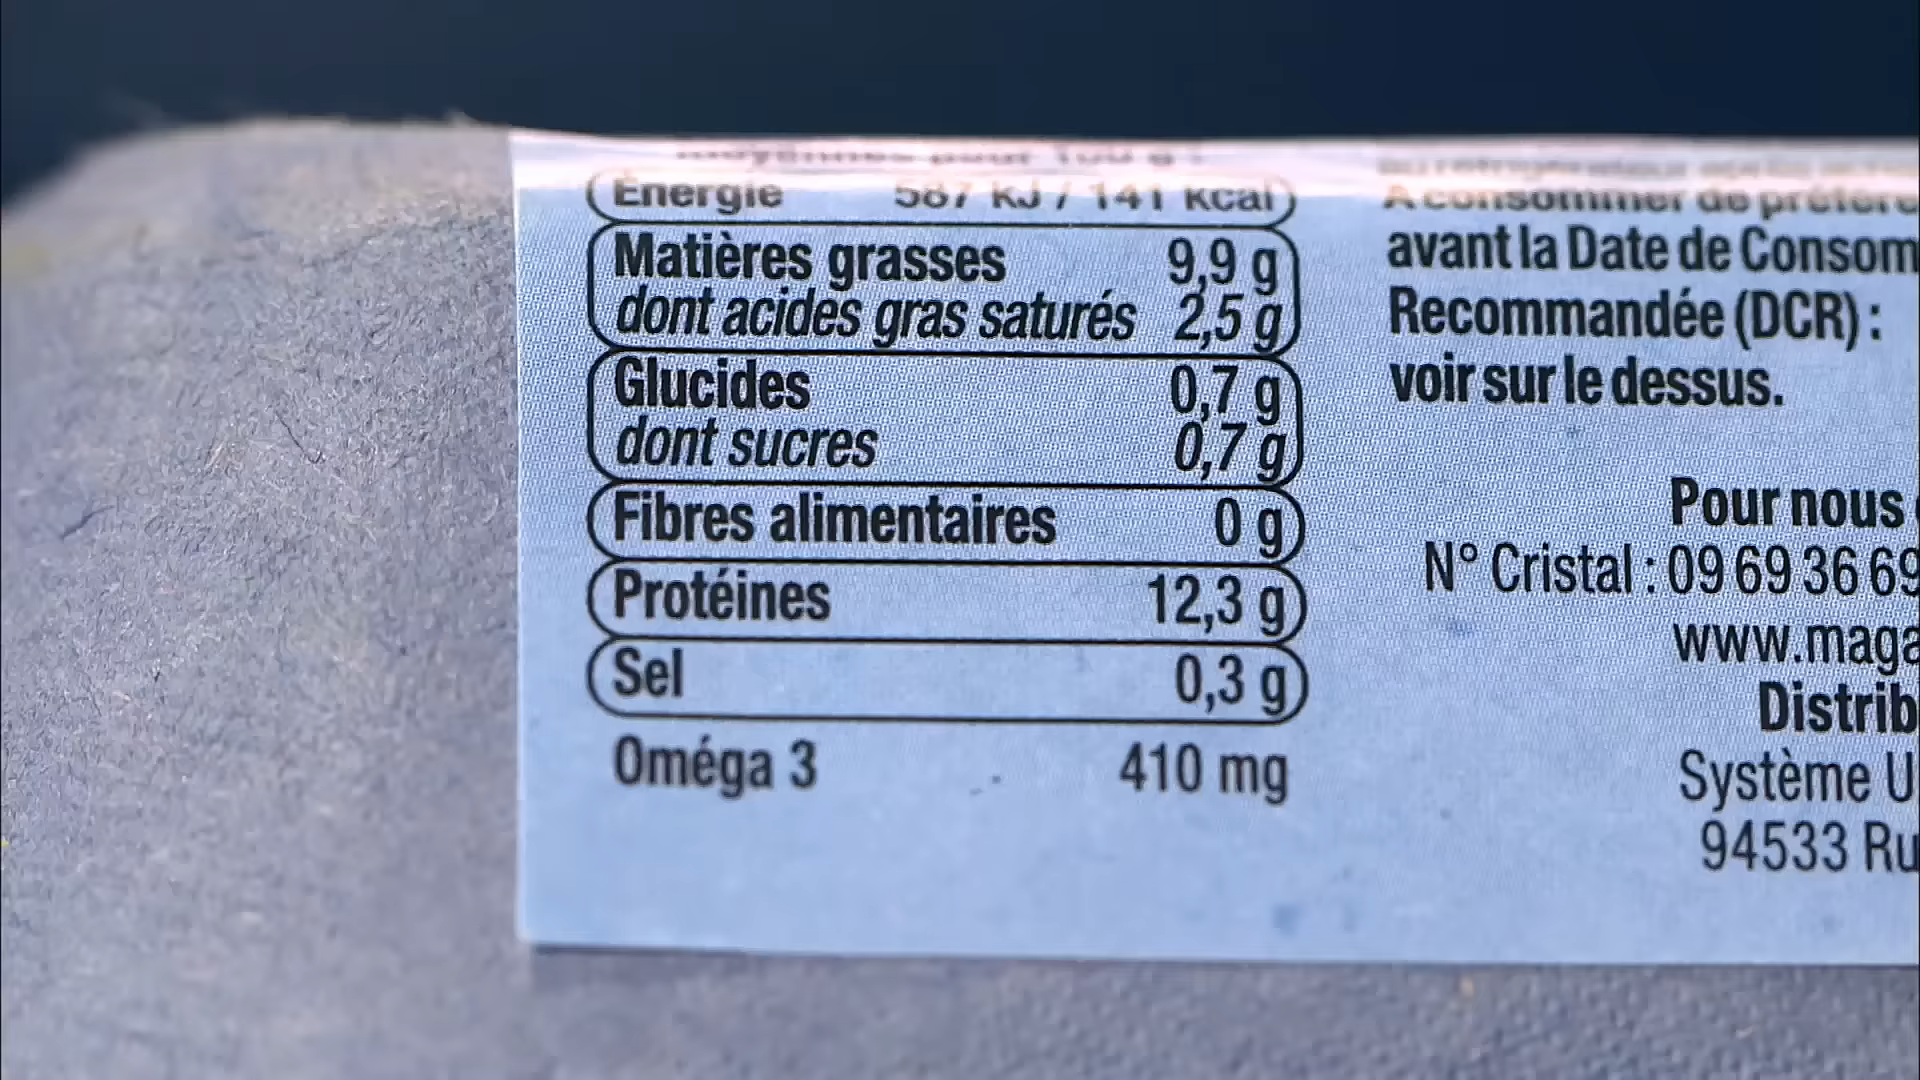 moyennes pour 100 g :
Énergie 587 KJ / 141 Kcal
Matières grasses 9,9 g
dont acides gras saturés 2,5 g
Glucides 0,7 g
dont sucres 0,7 g
Fibres alimentaires 0 g
Protéines 12,3 g
Sel 0,3 g
Oméga 3 410 mg
A consommer de préfére
avant la Date de Consom
Recommandée (DCR) :
voir sur le dessus.
Pour nous
N° Cristal : 09 69 36 69
www.maga
Distrib
Système U
94533 Ru